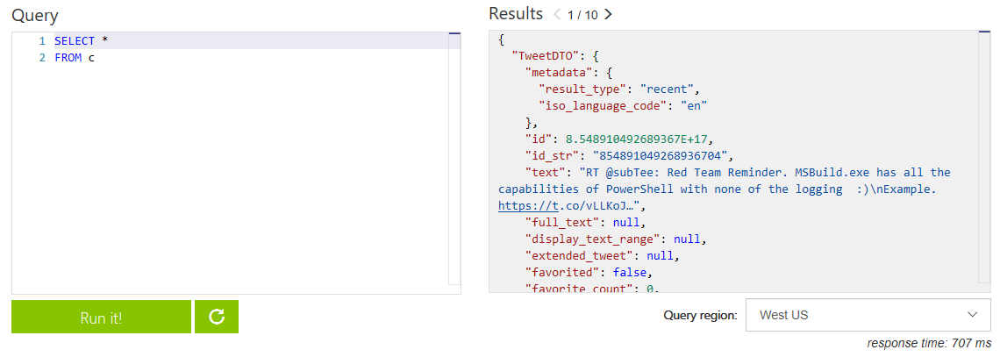 Query
1 SELECT *
2 FROM c
Run it!
Results < 1 / 10 >
{
"TweetDTO": {
"metadata": {
"result_type": "recent",
"iso_language_code": "en"
},
"id": 8.548910492689367E+17,
"id_str": "854891049268936704",
"text": "RT @subTee: Red Team Reminder. MSBuild.exe has all the
capabilities of PowerShell with none of the logging  :)\nExample.
https://t.co/vLLKoJ…",
"full_text": null,
"display_text_range": null,
"extended_tweet": null,
"favorited": false,
"favorite_count": 0,
Query region: West US
response time: 707 ms